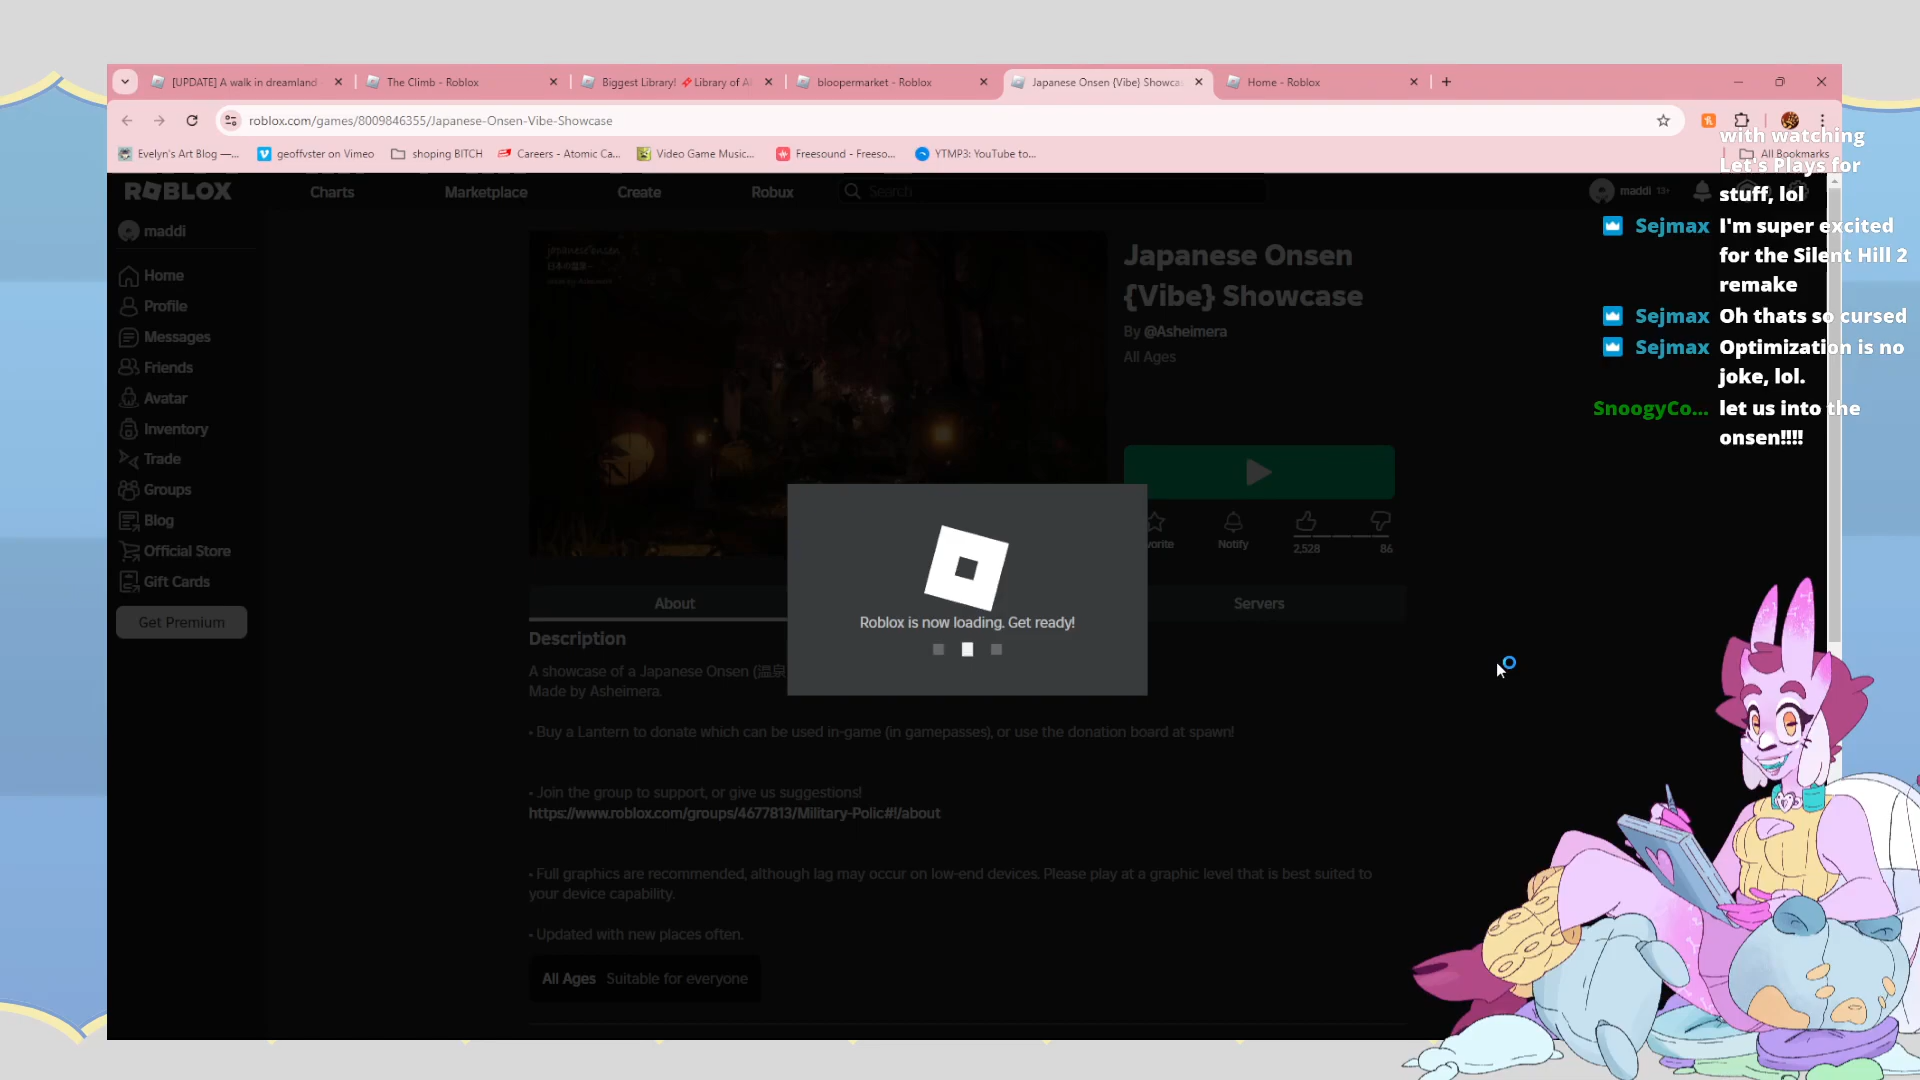 [UPDATE] A walk in dreamland
The Climb - Roblox
Biggest Library! 🚀Library of Al
bloopermarket - Roblox
Japanese Onsen {Vibe} Showca
Home - Roblox
roblox.com/games/8009846355/Japanese-Onsen-Vibe-Showcase
Evelyn's Art Blog —...
geoffvster on Vimeo
shoping BITCH
Careers - Atomic Ca...
Video Game Music...
Freesound - Freeso...
YTMP3: YouTube to...
All Bookmarks
ROBLOX
Charts
Marketplace
Create
Robux
Search
maddi 13+
maddi
Home
Profile
Messages
Friends
Avatar
Inventory
Trade
Groups
Blog
Official Store
Gift Cards
Get Premium
japanese onsen
Japanese Onsen
{Vibe} Showcase
By @Asheimera
All Ages
vorite
Notify
2,528
86
About
Servers
Roblox is now loading. Get ready!
Description
A showcase of a Japanese Onsen (温泉
Made by Asheimera.
• Buy a Lantern to donate which can be used in-game (in gamepasses), or use the donation board at spawn!
• Join the group to support, or give us suggestions!
https://www.roblox.com/groups/4677813/Military-Polic#!/about
• Full graphics are recommended, although lag may occur on low-end devices. Please play at a graphic level that is best suited to
your device capability.
• Updated with new places often.
All Ages Suitable for everyone
with watching
Let's Plays for
stuff, lol
Sejmax I'm super excited
for the Silent Hill 2
remake
Sejmax Oh thats so cursed
Sejmax Optimization is no
joke, lol.
SnoogyCo... let us into the
onsen!!!!